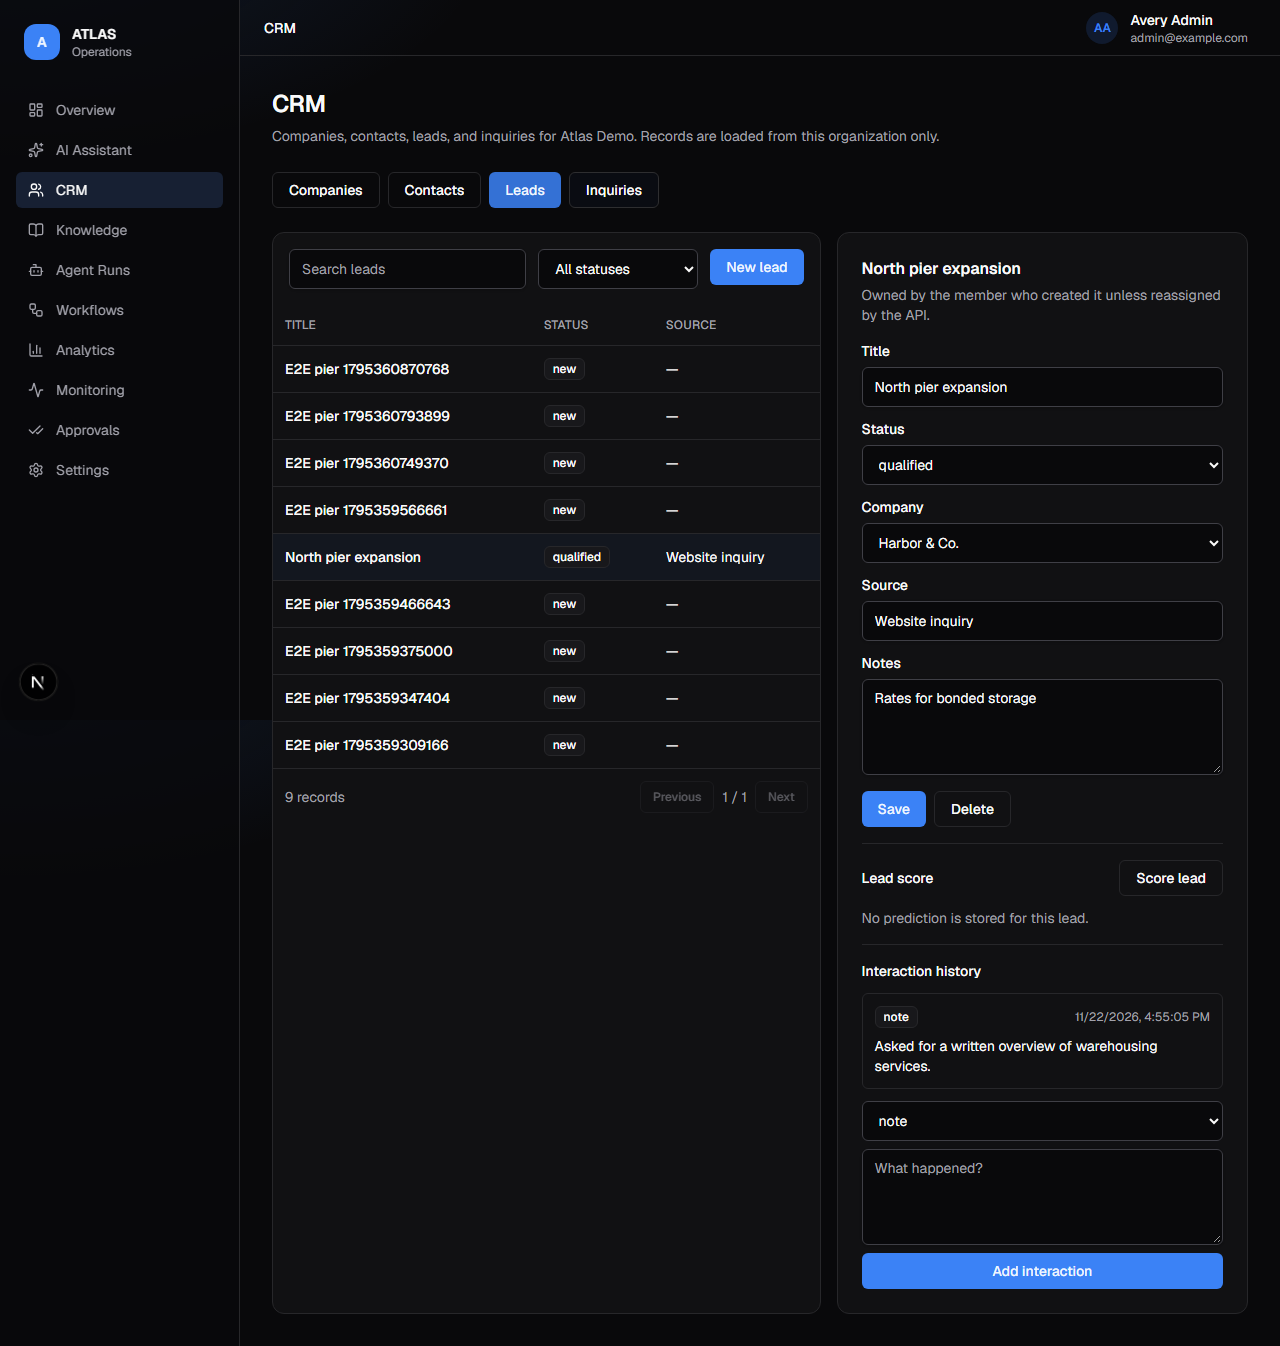 A
ATLAS
Operations
Overview
AI Assistant
CRM
Knowledge
Agent Runs
Workflows
Analytics
Monitoring
Approvals
Settings
N
CRM
AA
Avery Admin
admin@example.com
CRM
Companies, contacts, leads, and inquiries for Atlas Demo. Records are loaded from this organization only.
Companies
Contacts
Leads
Inquiries
Search leads
All statuses
New lead
TITLE STATUS SOURCE
E2E pier 1795360870768 new —
E2E pier 1795360793899 new —
E2E pier 1795360749370 new —
E2E pier 1795359566661 new —
North pier expansion qualified Website inquiry
E2E pier 1795359466643 new —
E2E pier 1795359375000 new —
E2E pier 1795359347404 new —
E2E pier 1795359309166 new —
9 records Previous 1 / 1 Next
North pier expansion
Owned by the member who created it unless reassigned
by the API.
Title
North pier expansion
Status
qualified
Company
Harbor & Co.
Source
Website inquiry
Notes
Rates for bonded storage
Save
Delete
Lead score
Score lead
No prediction is stored for this lead.
Interaction history
note 11/22/2026, 4:55:05 PM
Asked for a written overview of warehousing
services.
note
What happened?
Add interaction